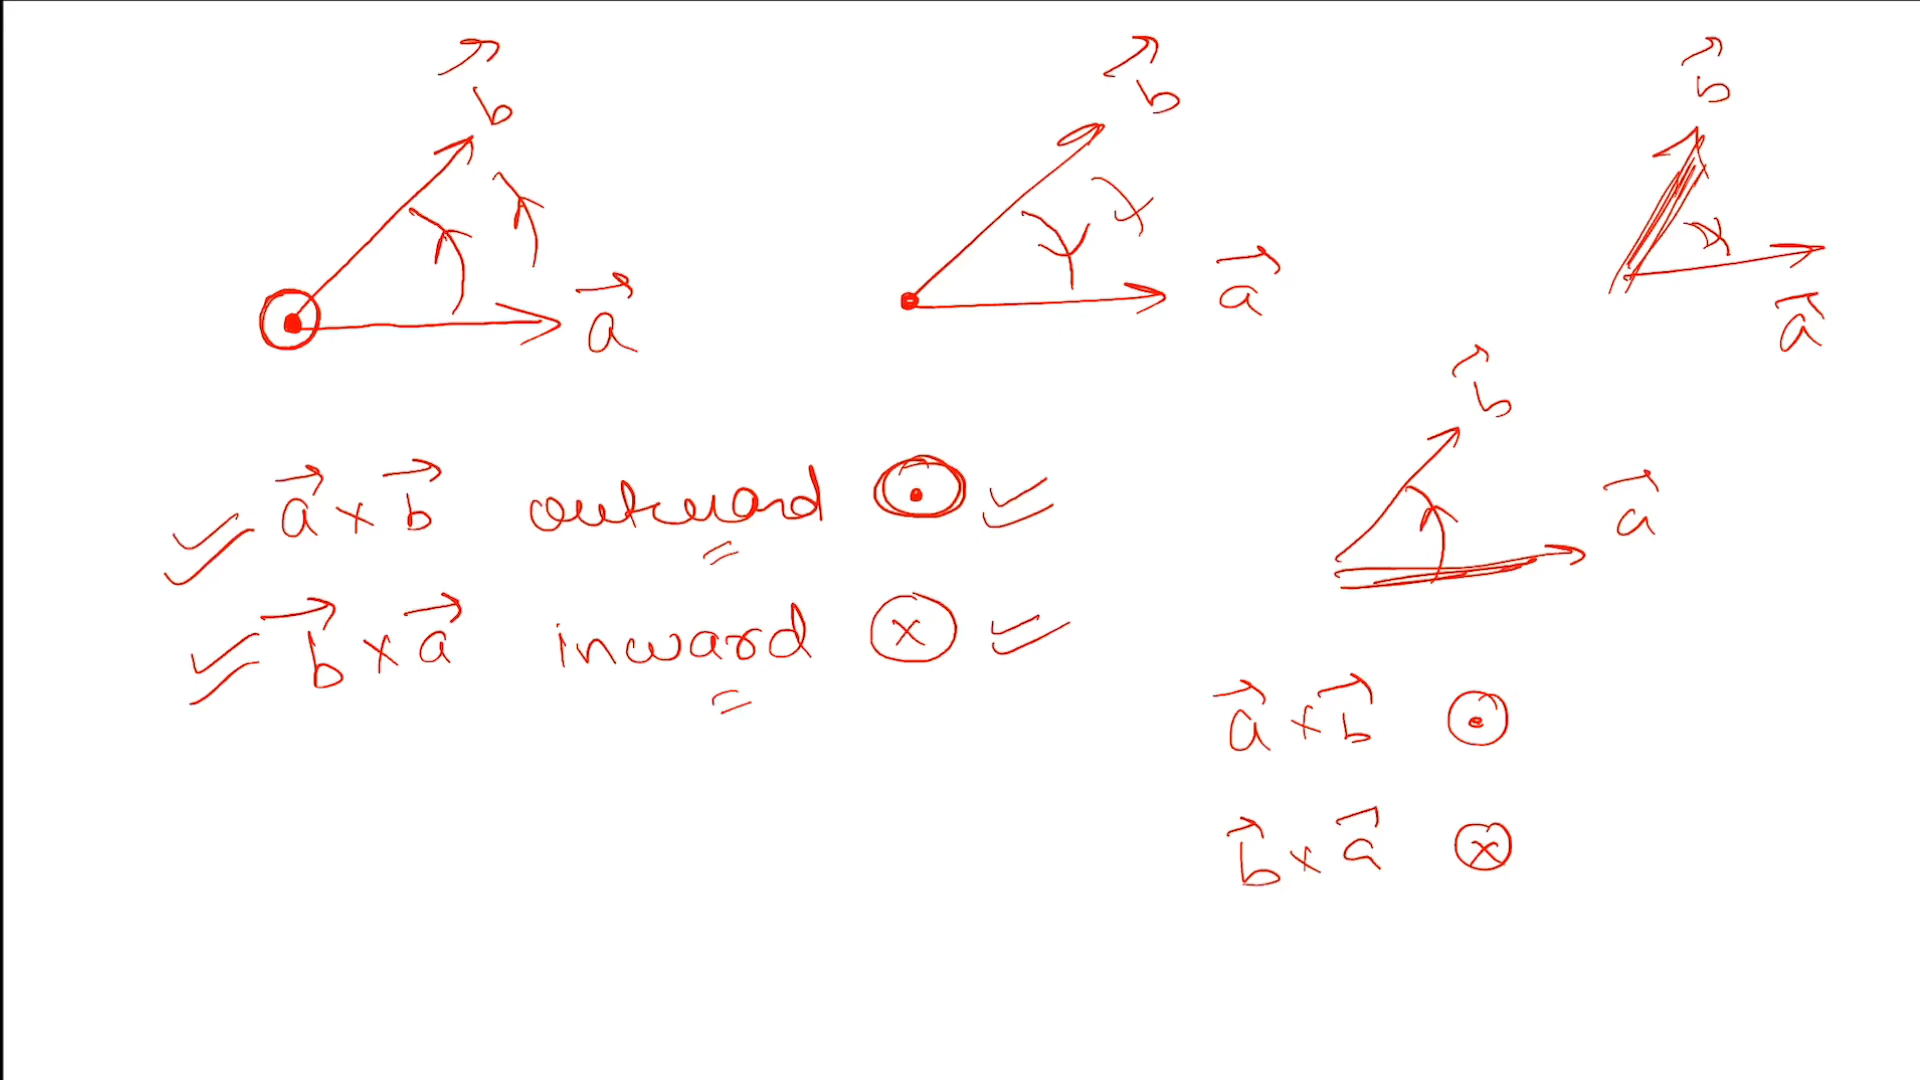 b⃗
b⃗
b⃗
a⃗
a⃗
a⃗
b⃗
a⃗
a⃗ × b⃗ outward ⊙
b⃗ × a⃗ inward ⊗
a⃗ × b⃗ ⊙
b⃗ × a⃗ ⊗